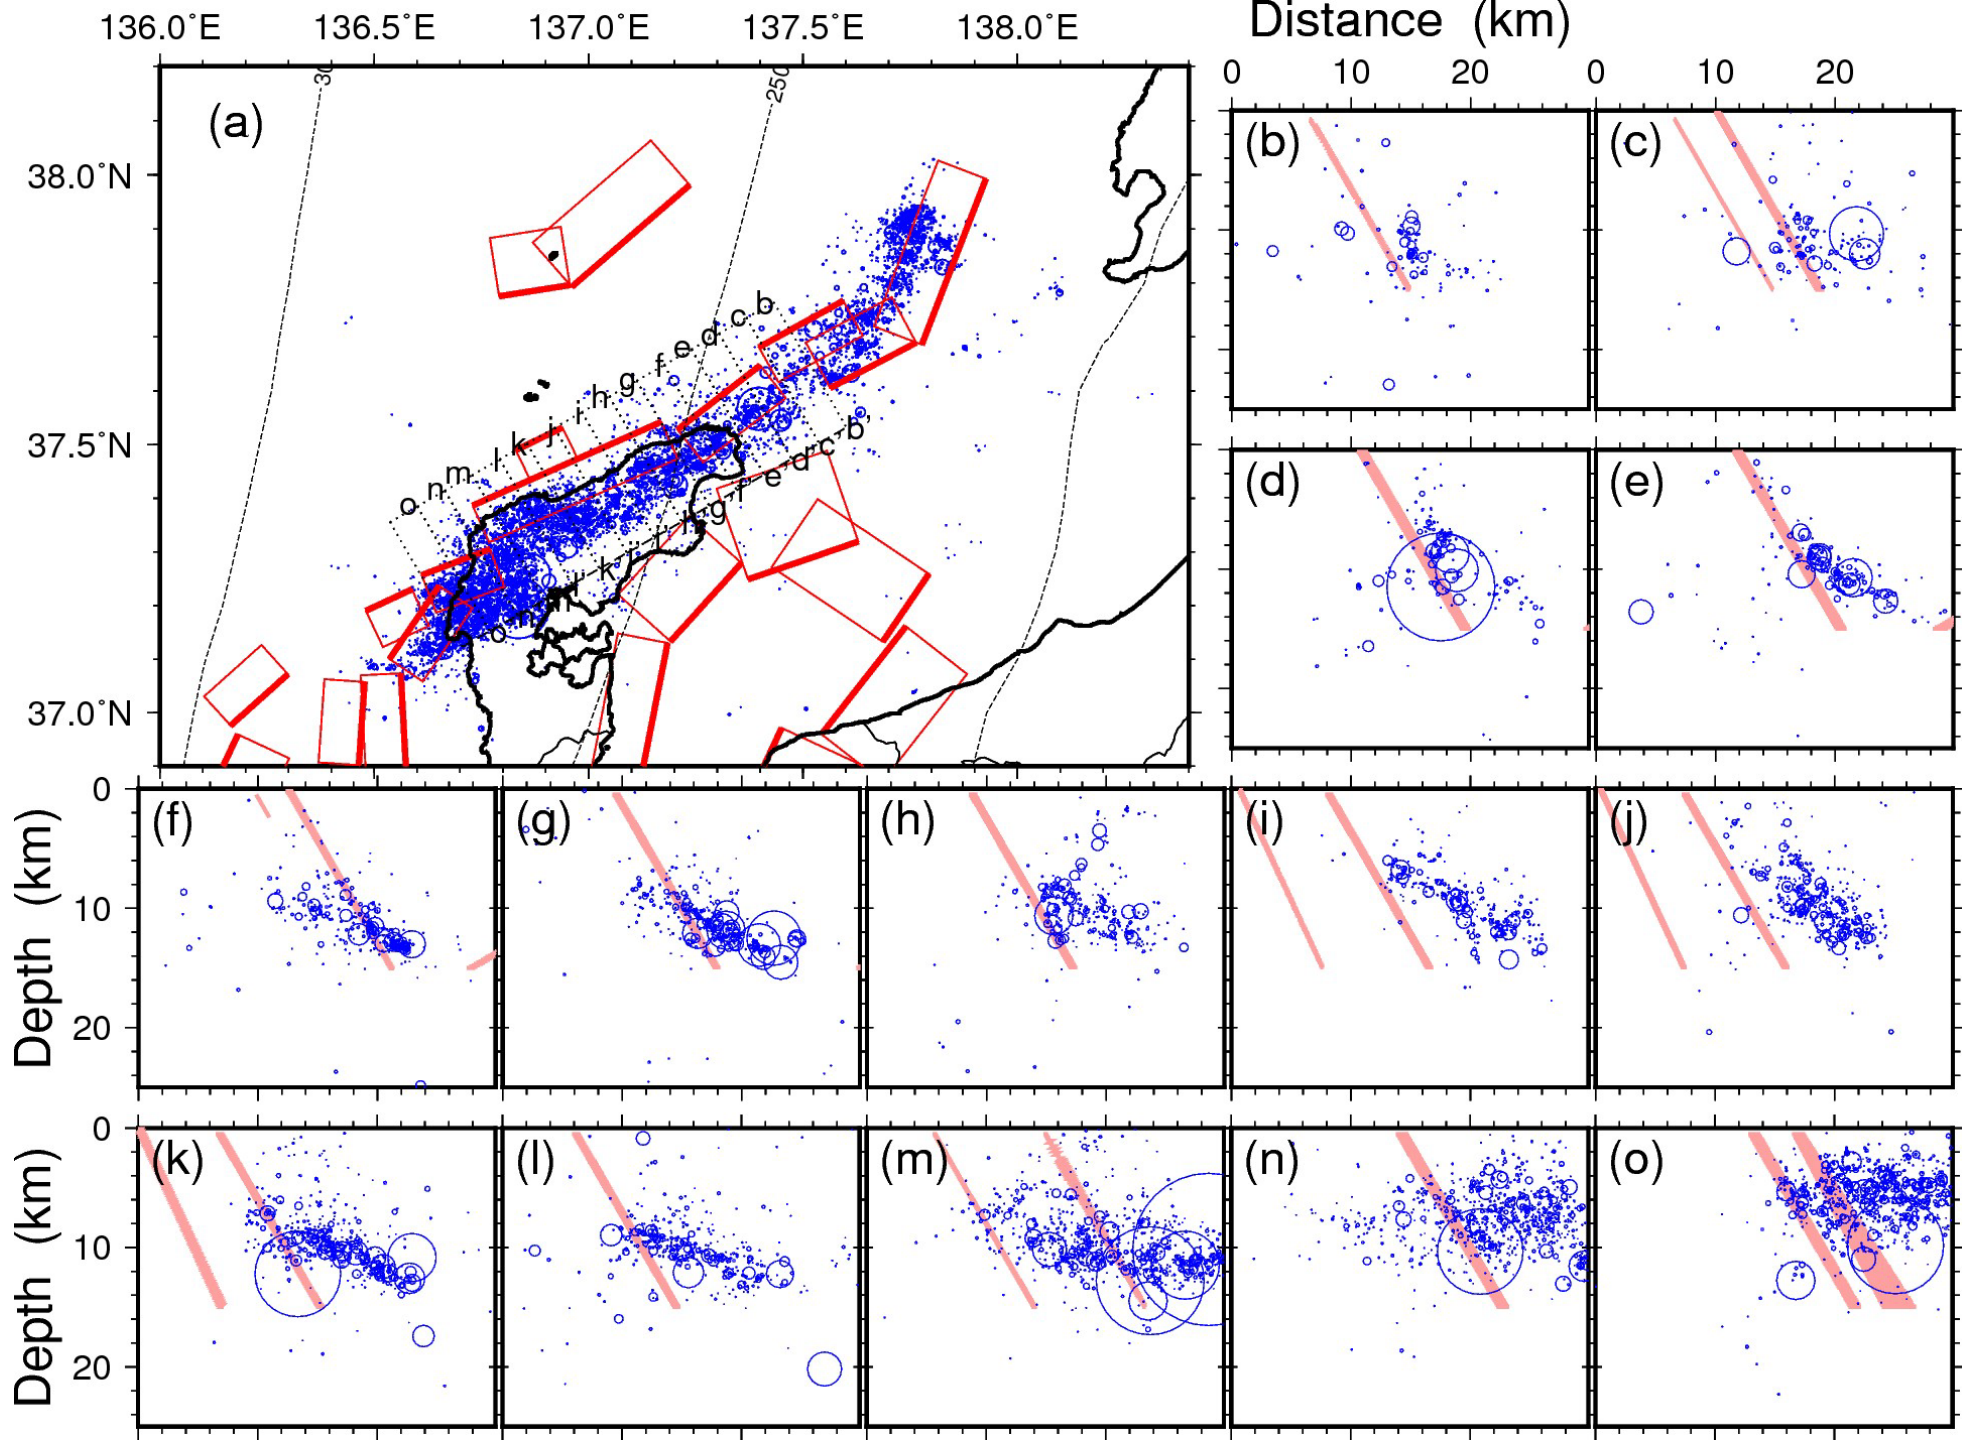 136.0°E 136.5°E 137.0°E 137.5°E 138.0°E
Distance (km)
0 10 20 0 10 20
(a)
30
250
38.0°N
37.5°N
37.0°N
b
c
d
e
f
g
h
i
j
k
l
m
n
o
b'
c'
d'
e
f'
g
k
o
(b) (c)
(d) (e)
0
10
20
Depth (km)
(f) (g) (h) (i) (j)
0
10
20
Depth (km)
(k) (l) (m) (n) (o)